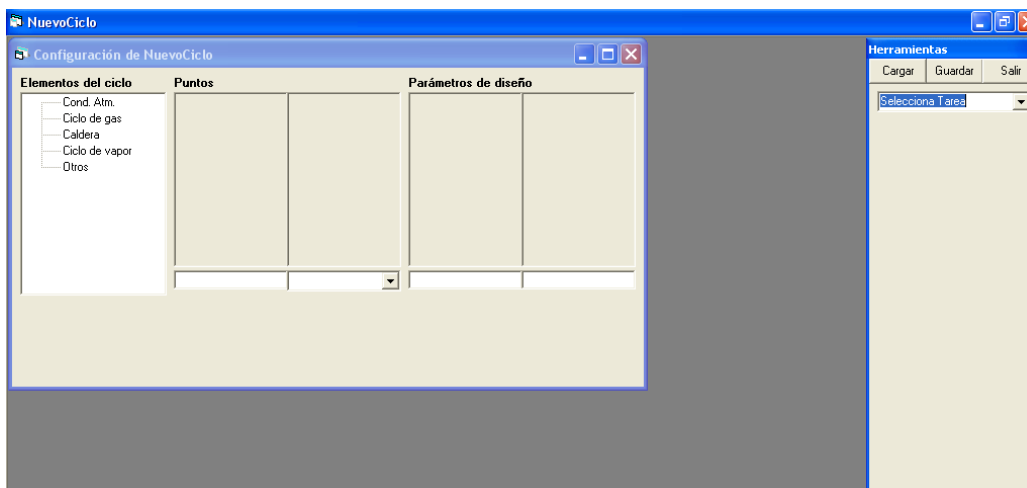 NuevoCiclo
Configuración de NuevoCiclo
Elementos del ciclo
Puntos
Parámetros de diseño
Cond. Atm.
Ciclo de gas
Caldera
Ciclo de vapor
Otros
Herramientas
Cargar
Guardar
Salir
Selecciona Tarea